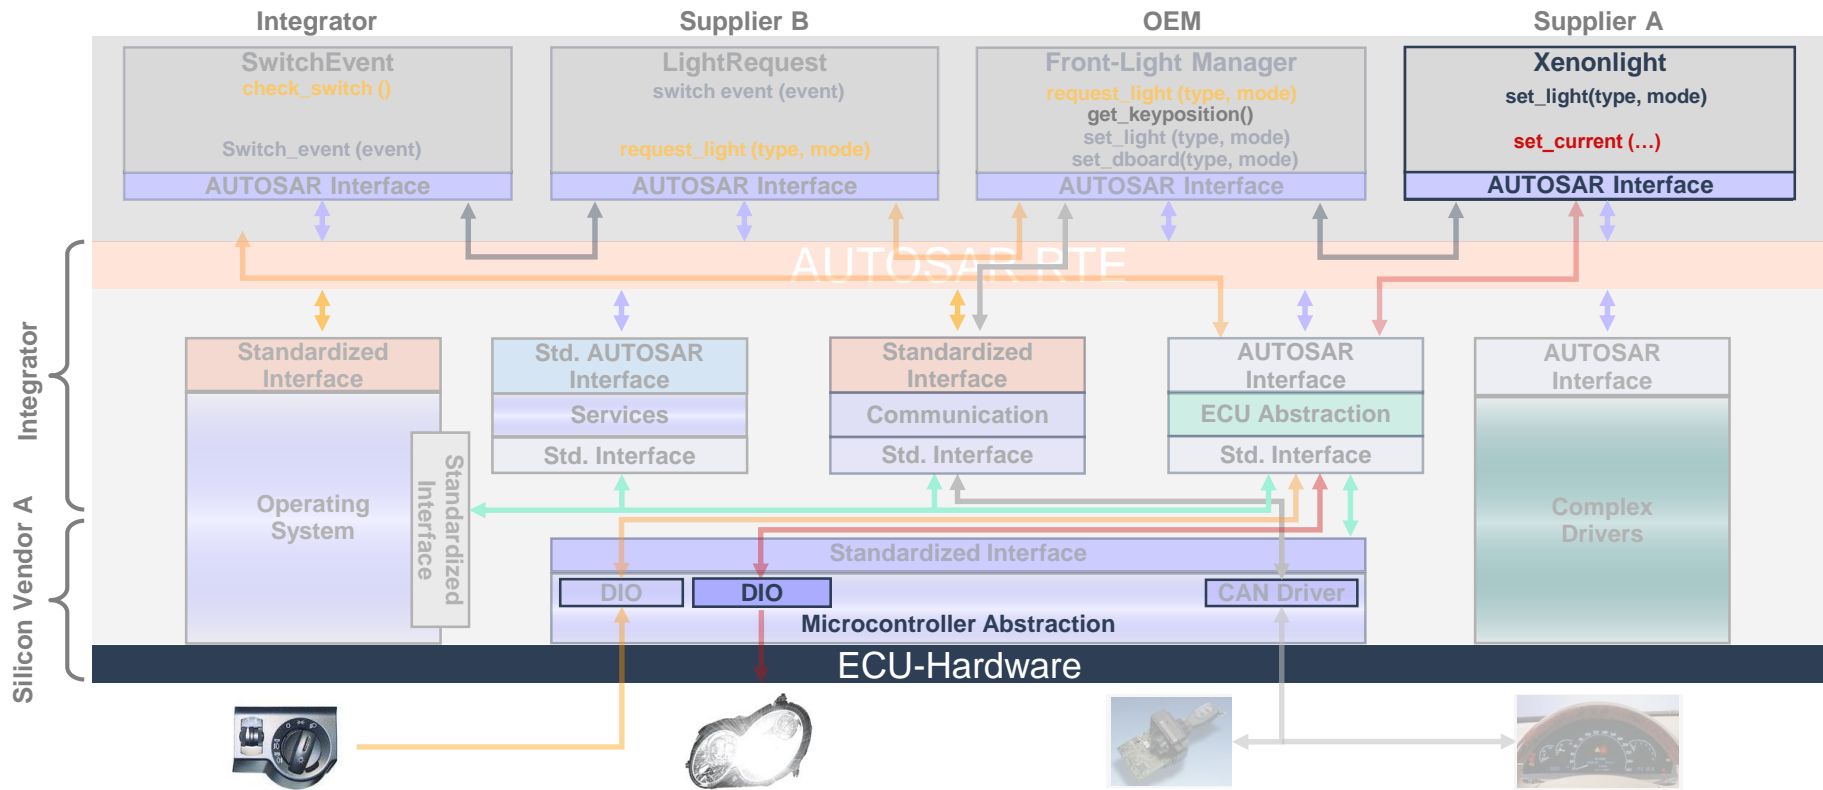 Integrator
Supplier B
OEM
Supplier A
SwitchEvent
check_switch ()
Switch_event (event)
AUTOSAR Interface
LightRequest
switch event (event)
request_light (type, mode)
AUTOSAR Interface
Front-Light Manager
request_light (type, mode)
get_keyposition()
set_light (type, mode)
set_dboard(type, mode)
AUTOSAR Interface
Xenonlight
set_light(type, mode)
set_current (…)
AUTOSAR Interface
AUTOSAR RTE
Integrator
Silicon Vendor A
Standardized
Interface
Operating
System
Standardized
Interface
Std. AUTOSAR
Interface
Services
Std. Interface
Standardized
Interface
Communication
Std. Interface
AUTOSAR
Interface
ECU Abstraction
Std. Interface
AUTOSAR
Interface
Complex
Drivers
Standardized Interface
DIO
DIO
CAN Driver
Microcontroller Abstraction
ECU-Hardware